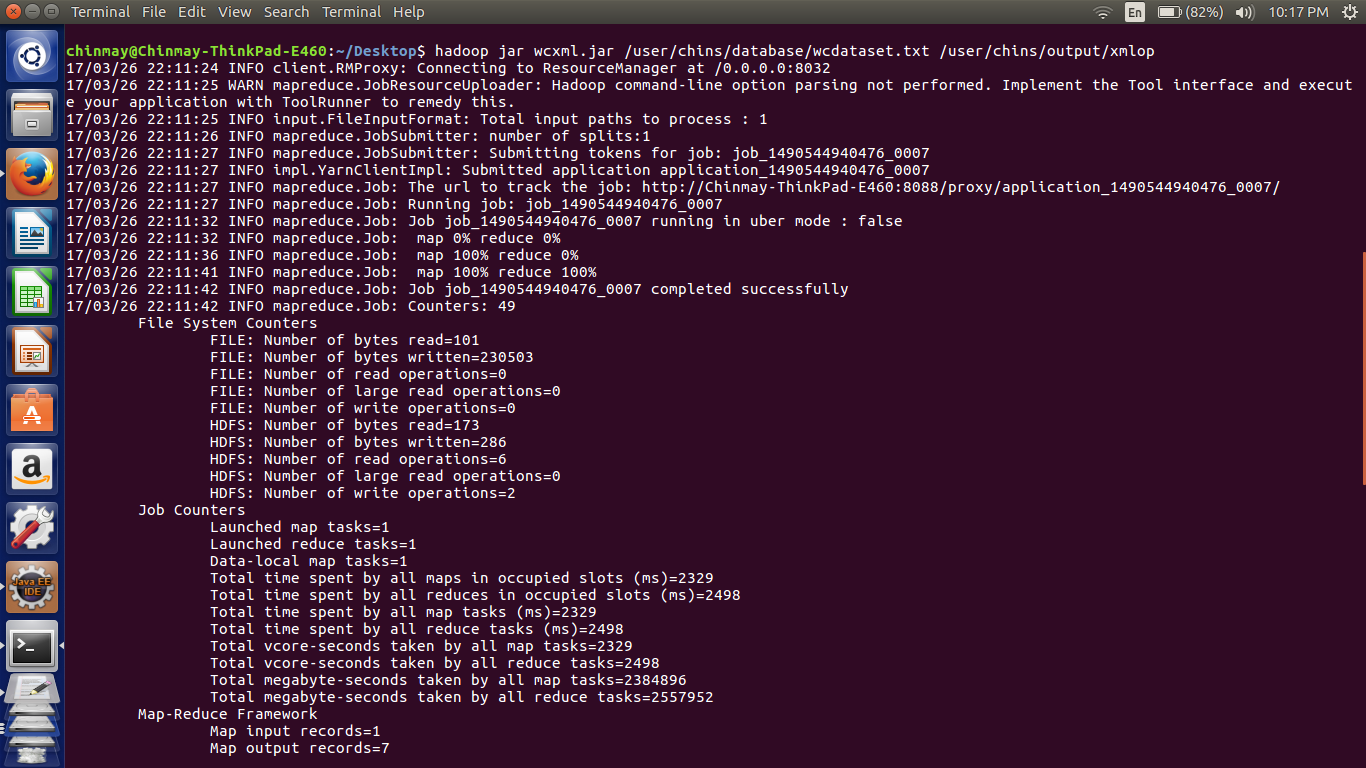 Terminal File Edit View Search Terminal Help En (82%) 10:17 PM
chinmay@Chinmay-ThinkPad-E460:~/Desktop$ hadoop jar wcxml.jar /user/chins/database/wcdataset.txt /user/chins/output/xmlop
17/03/26 22:11:24 INFO client.RMProxy: Connecting to ResourceManager at /0.0.0.0:8032
17/03/26 22:11:25 WARN mapreduce.JobResourceUploader: Hadoop command-line option parsing not performed. Implement the Tool interface and execut
e your application with ToolRunner to remedy this.
17/03/26 22:11:25 INFO input.FileInputFormat: Total input paths to process : 1
17/03/26 22:11:26 INFO mapreduce.JobSubmitter: number of splits:1
17/03/26 22:11:27 INFO mapreduce.JobSubmitter: Submitting tokens for job: job_1490544940476_0007
17/03/26 22:11:27 INFO impl.YarnClientImpl: Submitted application application_1490544940476_0007
17/03/26 22:11:27 INFO mapreduce.Job: The url to track the job: http://Chinmay-ThinkPad-E460:8088/proxy/application_1490544940476_0007/
17/03/26 22:11:27 INFO mapreduce.Job: Running job: job_1490544940476_0007
17/03/26 22:11:32 INFO mapreduce.Job: Job job_1490544940476_0007 running in uber mode : false
17/03/26 22:11:32 INFO mapreduce.Job:  map 0% reduce 0%
17/03/26 22:11:36 INFO mapreduce.Job:  map 100% reduce 0%
17/03/26 22:11:41 INFO mapreduce.Job:  map 100% reduce 100%
17/03/26 22:11:42 INFO mapreduce.Job: Job job_1490544940476_0007 completed successfully
17/03/26 22:11:42 INFO mapreduce.Job: Counters: 49
File System Counters
FILE: Number of bytes read=101
FILE: Number of bytes written=230503
FILE: Number of read operations=0
FILE: Number of large read operations=0
FILE: Number of write operations=0
HDFS: Number of bytes read=173
HDFS: Number of bytes written=286
HDFS: Number of read operations=6
HDFS: Number of large read operations=0
HDFS: Number of write operations=2
Job Counters
Launched map tasks=1
Launched reduce tasks=1
Data-local map tasks=1
Total time spent by all maps in occupied slots (ms)=2329
Total time spent by all reduces in occupied slots (ms)=2498
Total time spent by all map tasks (ms)=2329
Total time spent by all reduce tasks (ms)=2498
Total vcore-seconds taken by all map tasks=2329
Total vcore-seconds taken by all reduce tasks=2498
Total megabyte-seconds taken by all map tasks=2384896
Total megabyte-seconds taken by all reduce tasks=2557952
Map-Reduce Framework
Map input records=1
Map output records=7
Java EE
IDE